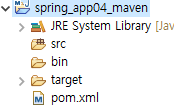 spring_app04_maven
JRE System Library [Jav
src
bin
target
pom.xml